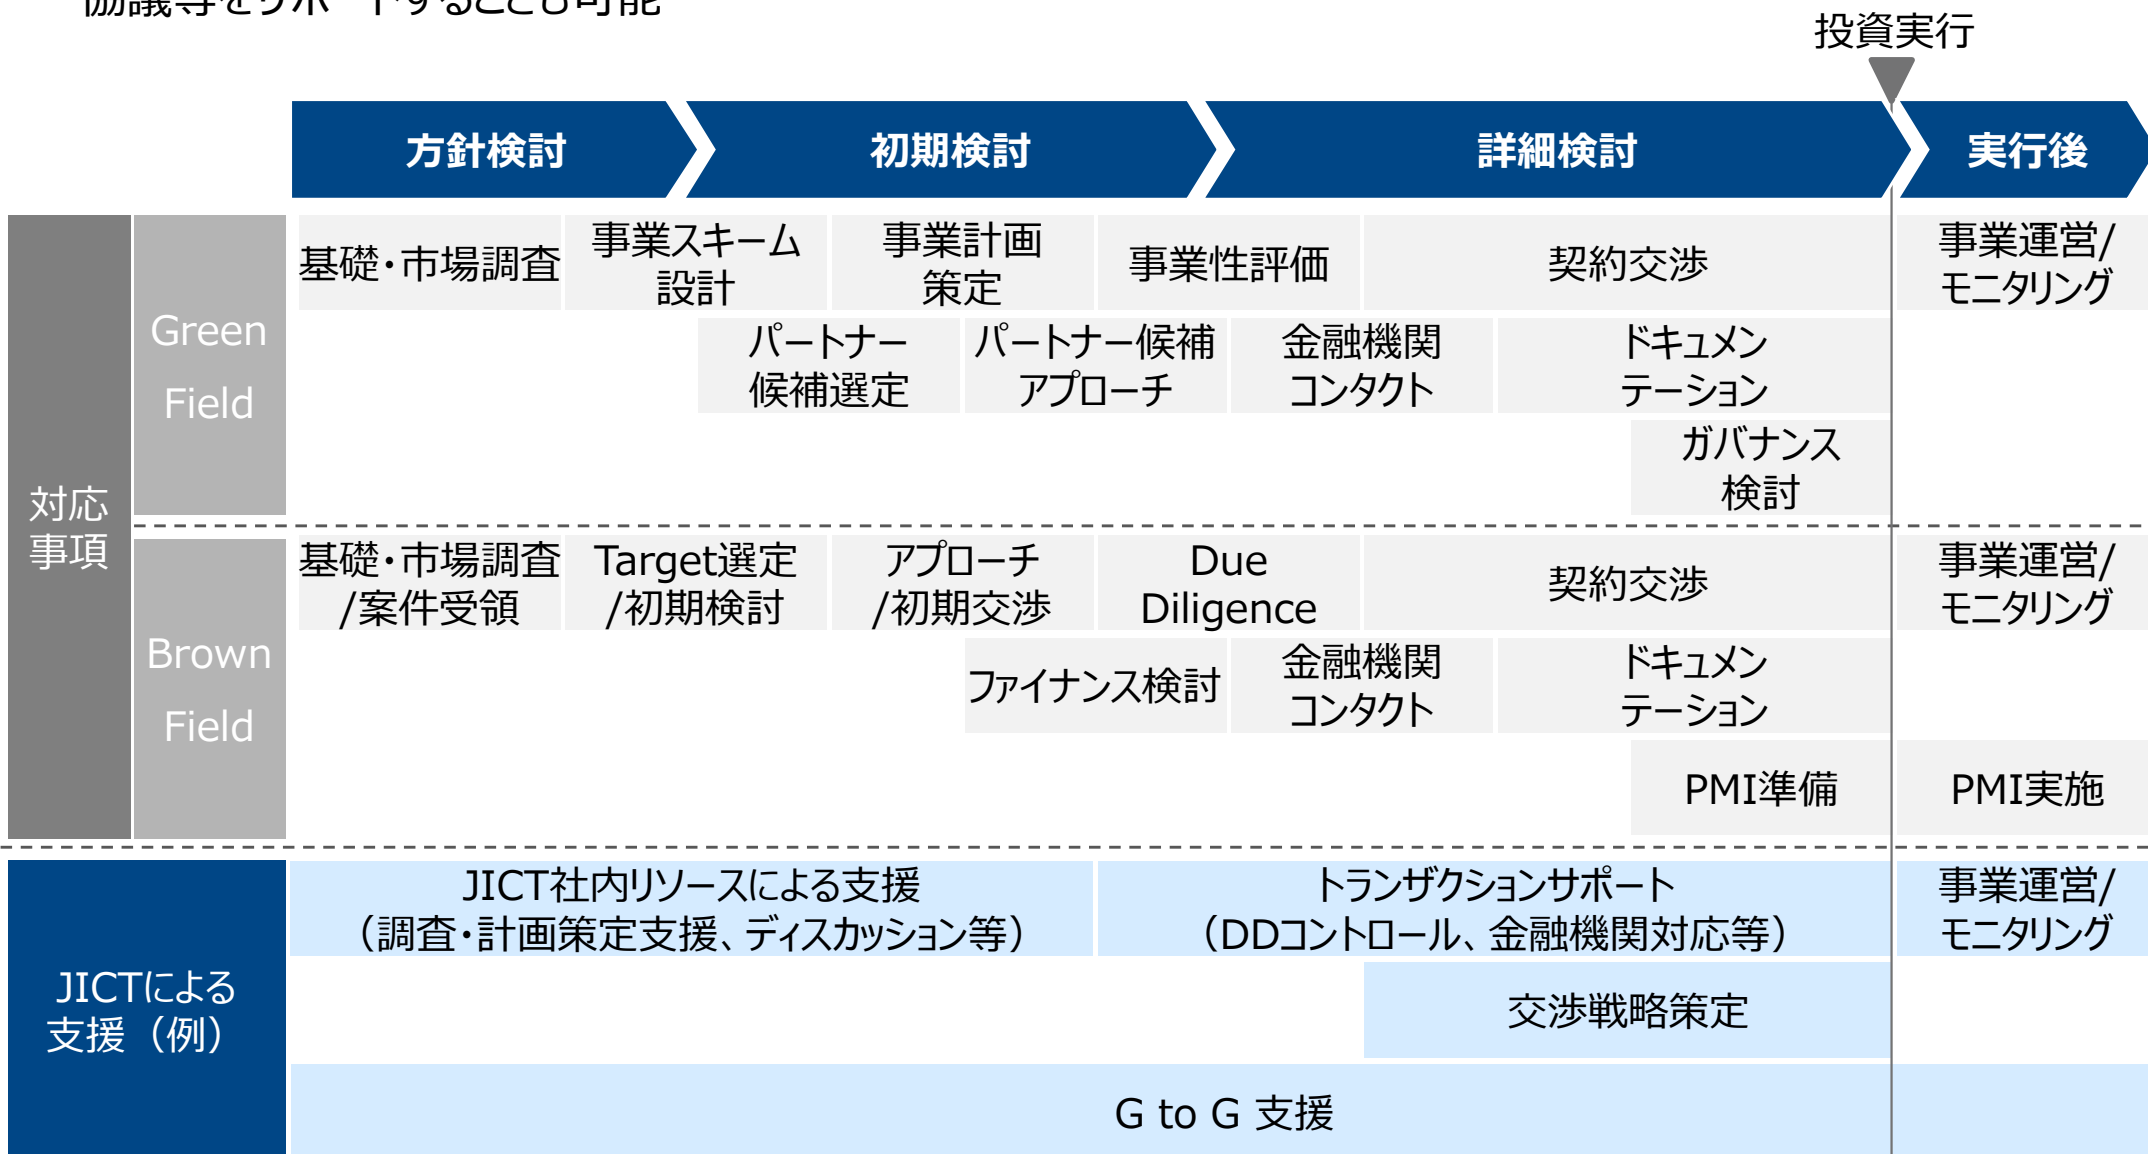 協議等をサポートすることも可能
投資実行
方針検討
初期検討
詳細検討
実行後
対応
事項
Green
Field
基礎・市場調査
事業スキーム
設計
事業計画
策定
事業性評価
契約交渉
事業運営/
モニタリング
パートナー
候補選定
パートナー候補
アプローチ
金融機関
コンタクト
ドキュメン
テーション
ガバナンス
検討
Brown
Field
基礎・市場調査
/案件受領
Target選定
/初期検討
アプローチ
/初期交渉
Due
Diligence
契約交渉
事業運営/
モニタリング
ファイナンス検討
金融機関
コンタクト
ドキュメン
テーション
PMI準備
PMI実施
JICTによる
支援（例）
JICT社内リソースによる支援
（調査・計画策定支援、ディスカッション等）
トランザクションサポート
（DDコントロール、金融機関対応等）
事業運営/
モニタリング
交渉戦略策定
G to G 支援